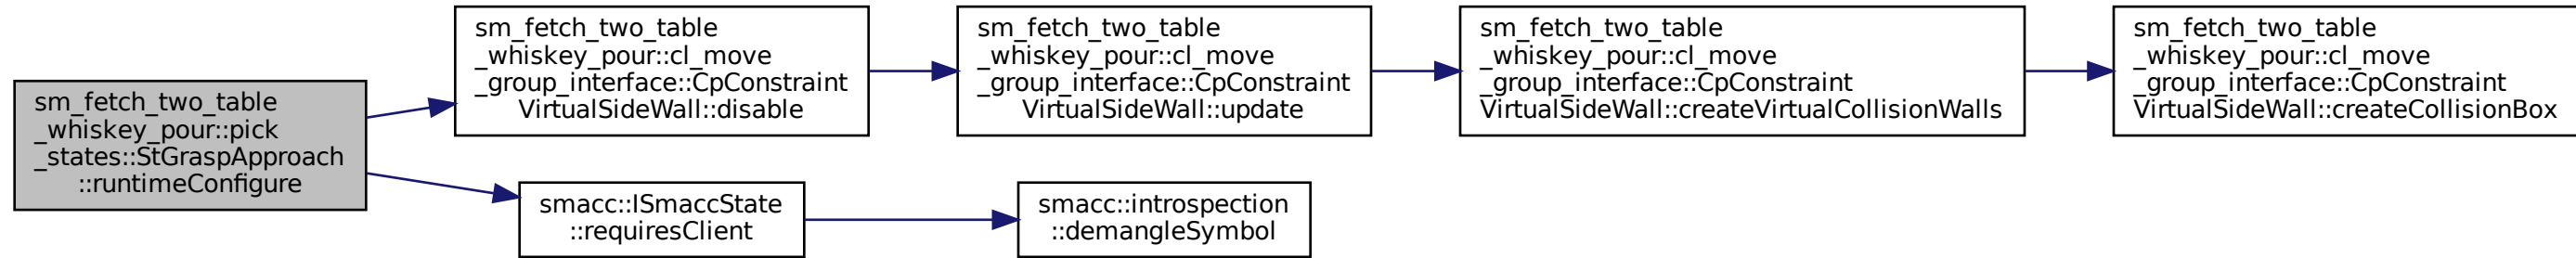 sm_fetch_two_table
_whiskey_pour::pick
_states::StGraspApproach
::runtimeConfigure
sm_fetch_two_table
_whiskey_pour::cl_move
_group_interface::CpConstraint
VirtualSideWall::disable
sm_fetch_two_table
_whiskey_pour::cl_move
_group_interface::CpConstraint
VirtualSideWall::update
sm_fetch_two_table
_whiskey_pour::cl_move
_group_interface::CpConstraint
VirtualSideWall::createVirtualCollisionWalls
sm_fetch_two_table
_whiskey_pour::cl_move
_group_interface::CpConstraint
VirtualSideWall::createCollisionBox
smacc::ISmaccState
::requiresClient
smacc::introspection
::demangleSymbol